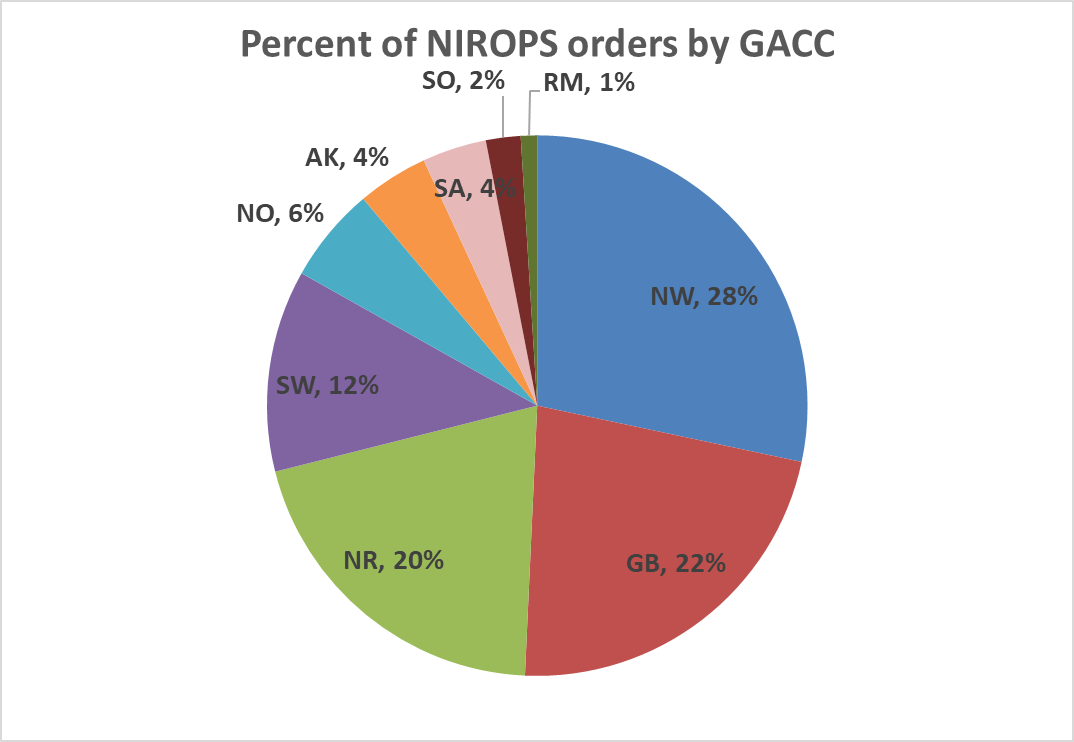 Percent of NIROPS orders by GACC
SO, 2%
RM, 1%
AK, 4%
SA, 4%
NO, 6%
NW, 28%
SW, 12%
NR, 20%
GB, 22%